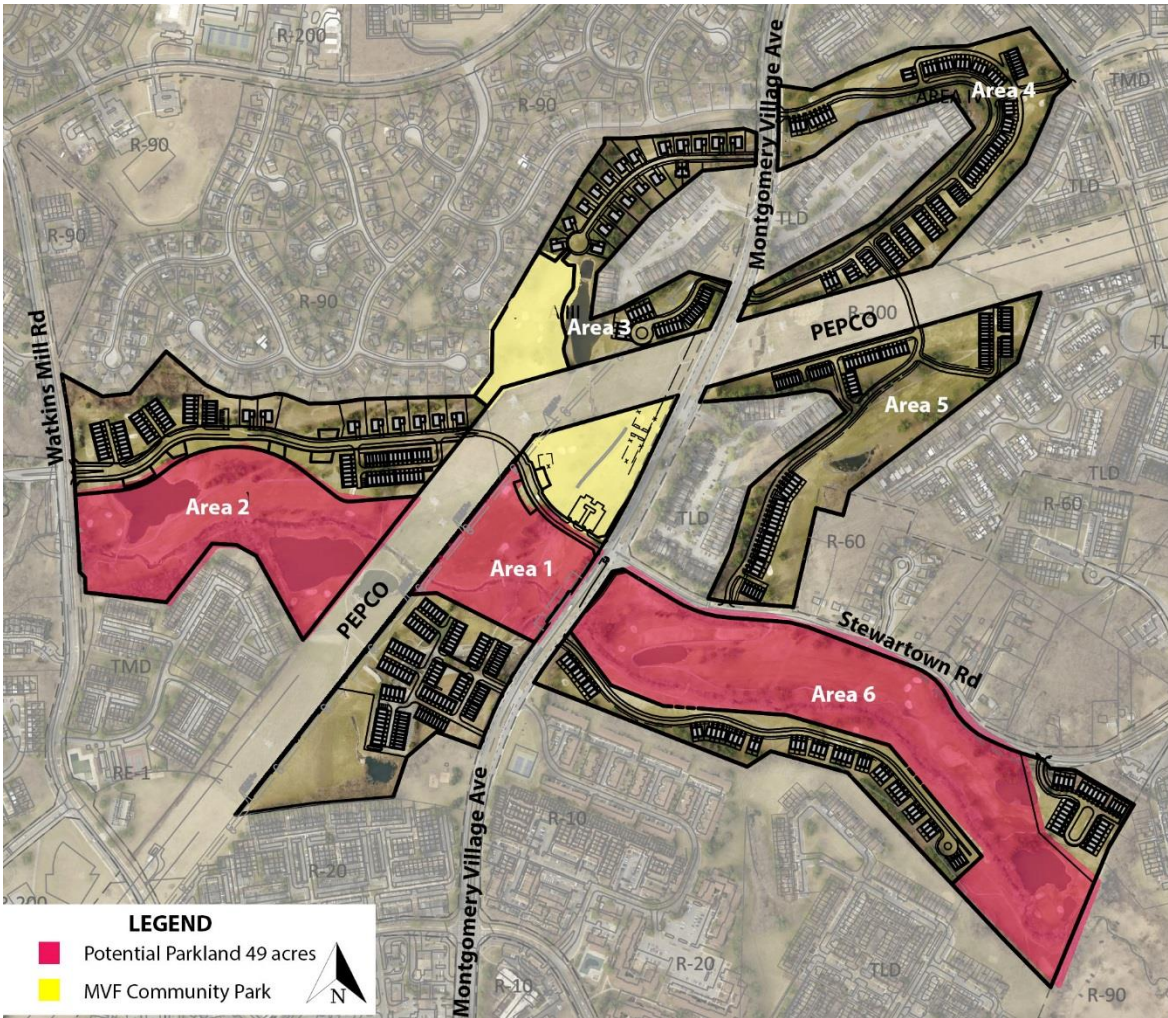 R-200
Montgomery Village Ave
TMD
R-90
Area 4
R-90
TLD
R-90
TLD
R-90
Area 3
R-200
PEPCO
Watkins Mill Rd
Area 5
TLD
R-60
Area 2
TLD
R-60
Area 1
PEPCO
Stewartown Rd
TMD
Area 6
RE-1
Montgomery Village Ave
R-10
R-20
R-20
R-10
TLD
R-90
LEGEND
Potential Parkland 49 acres
MVF Community Park
N